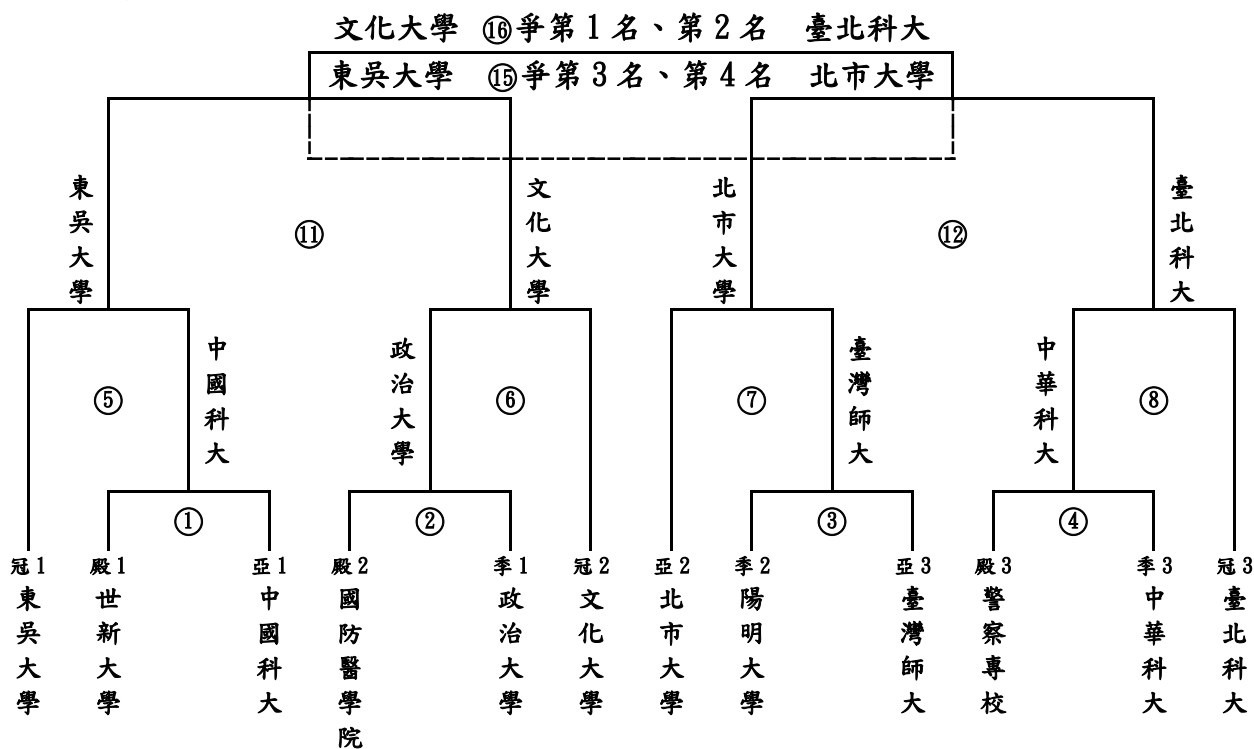 文化大學 ⑯爭第1名、第2名 臺北科大
東吳大學 ⑮爭第3名、第4名 北市大學
東吳大學
⑪
文化大學
北市大學
⑫
臺北科大
⑤
中國科大
政治大學
⑥
⑦
臺灣師大
中華科大
⑧
①
②
③
④
冠1
殿1
亞1
殿2
季1
冠2
亞2
季2
亞3
殿3
季3
冠3
東吳大學
世新大學
中國科大
國防醫學院
政治大學
文化大學
北市大學
陽明大學
臺灣師大
警察專校
中華科大
臺北科大